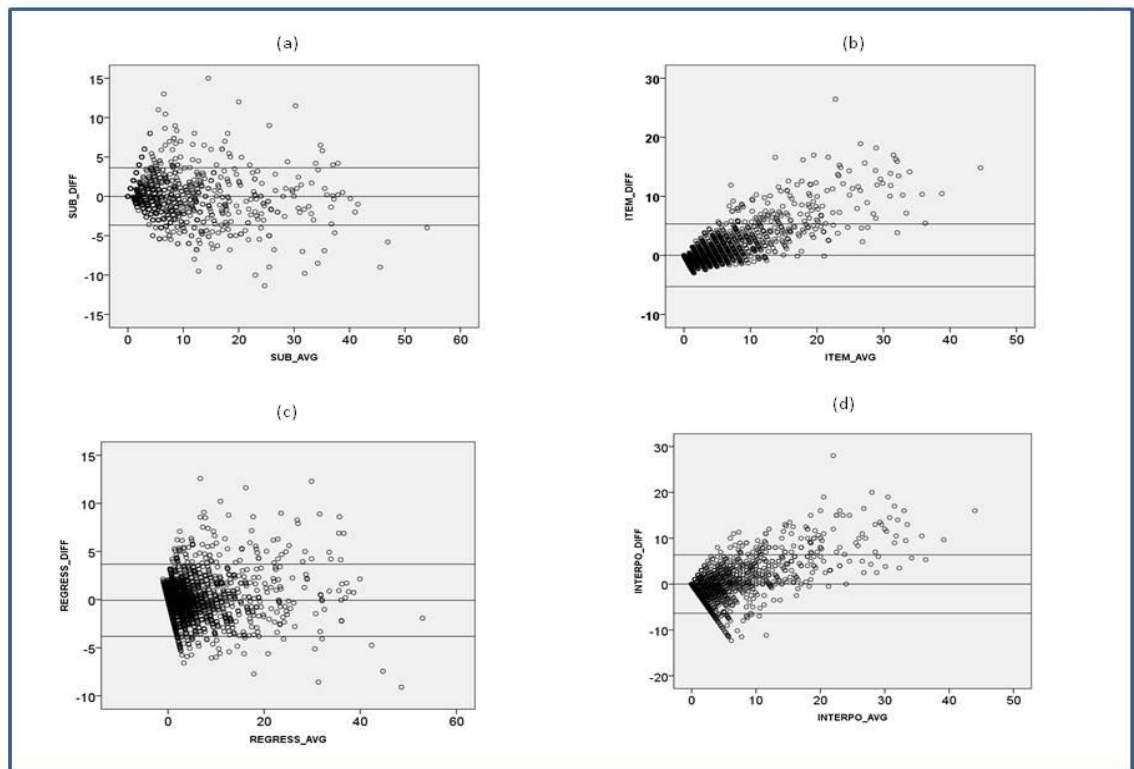 (a)
15
10
5
0
-5
-10
-15
SUB_DIFF
0 10 20 30 40 50 60
SUB_AVG
(b)
30
20
10
0
-10
ITEM_DIFF
0 10 20 30 40 50
ITEM_AVG
(c)
15
10
5
0
-5
-10
REGRESS_DIFF
0 20 40 60
REGRESS_AVG
(d)
30
20
10
0
-10
-20
INTERPO_DIFF
0 10 20 30 40 50
INTERPO_AVG